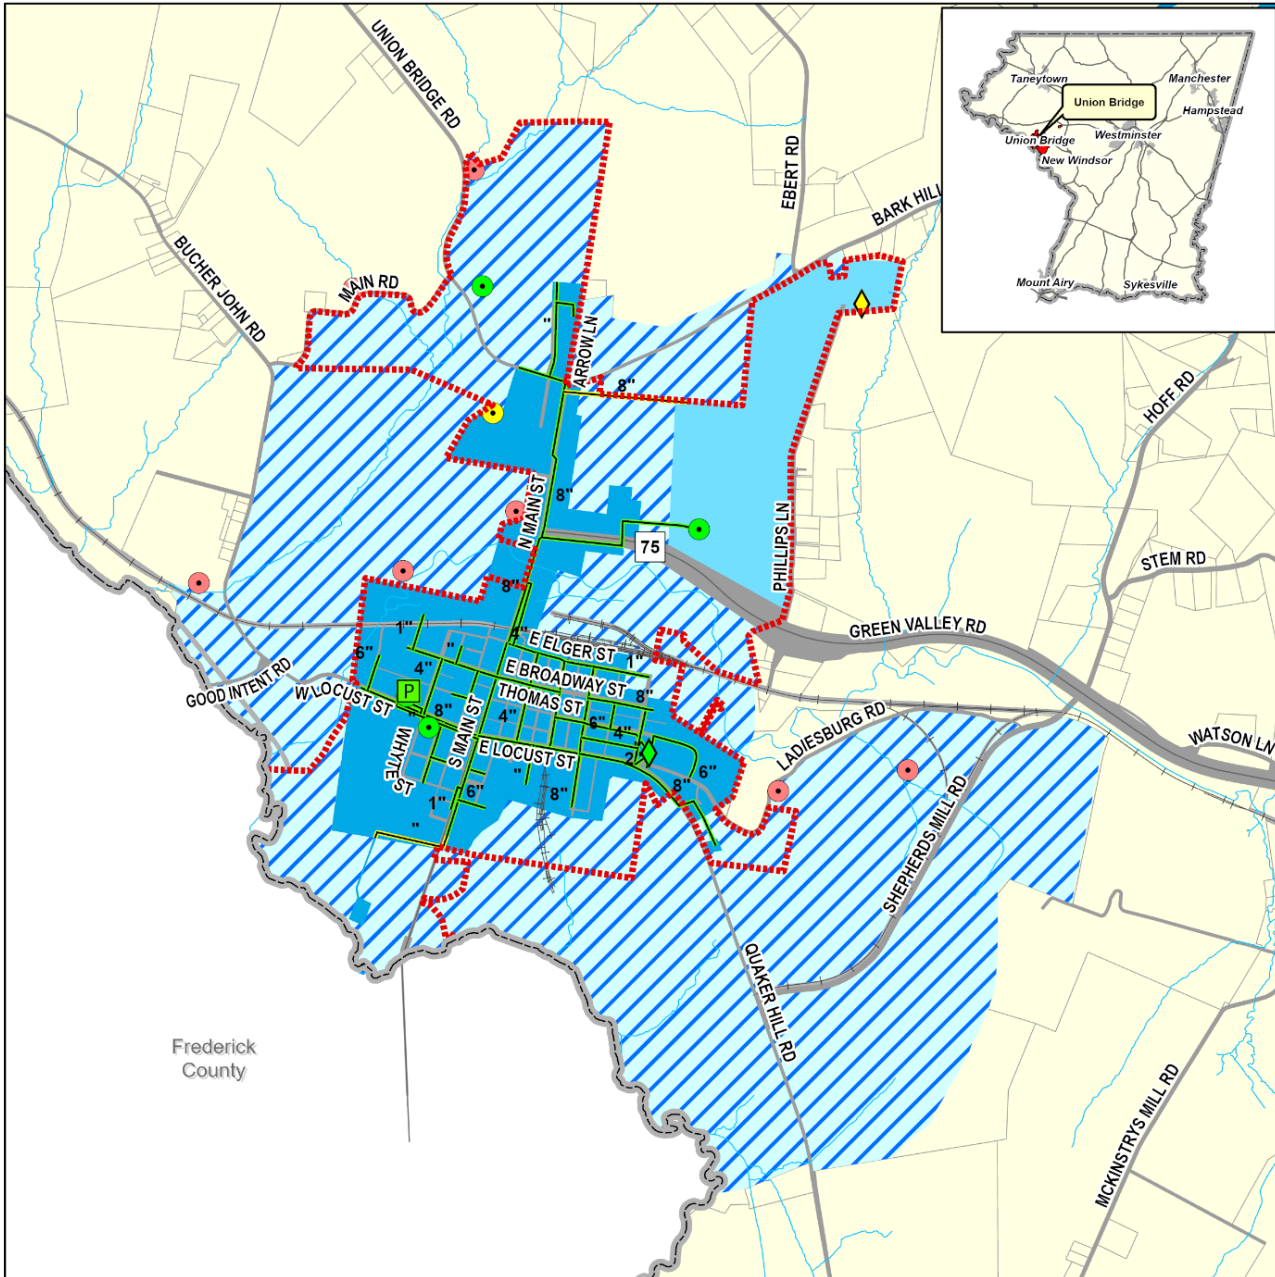 UNION BRIDGE RD
EBERT RD
BARK HILL
Taneytown
Manchester
Union Bridge
Hampstead
Westminster
Union Bridge
New Windsor
Mount Airy
Sykesville
BUCHER JOHN RD
MAIN RD
"
ARROW LN
8"
HOFF RD
8"
N MAIN ST
75
PHILLIPS LN
STEM RD
8"
GREEN VALLEY RD
1"
4"
E ELGER ST
6"
"
1"
4"
E BROADWAY ST
GOOD INTENT RD
P
W LOCUST ST
THOMAS ST
8"
"
8"
4"
6"
4"
S MAIN ST
LADIESBURG RD
WATSON LN
WHYTE ST
E LOCUST ST
2"
2"
"
6"
8"
6"
8"
1"
"
SHEPHERDS MILL RD
QUAKER HILL RD
Frederick
County
MCKINSTRYS MILL RD